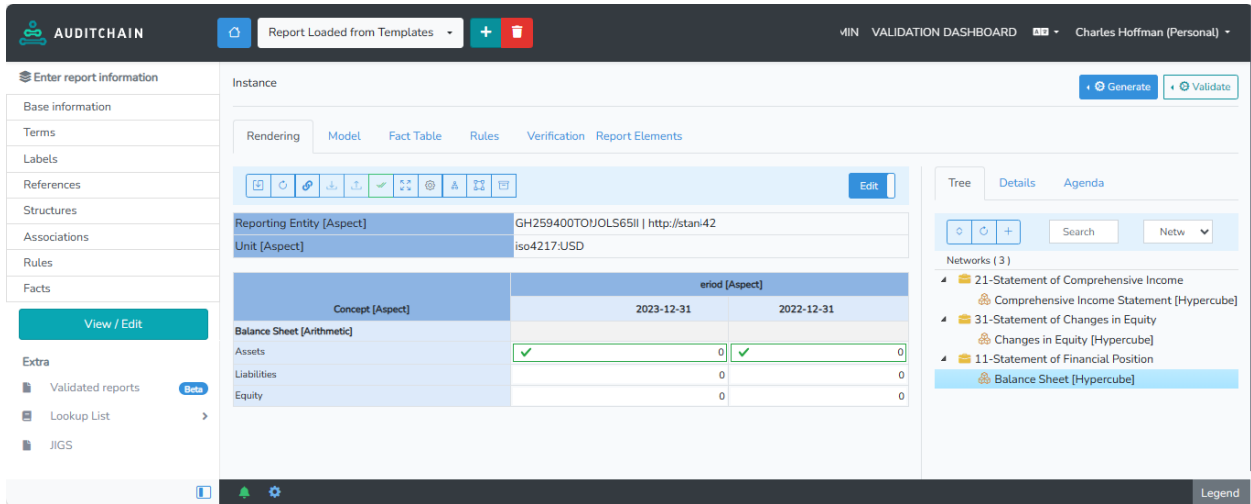 AUDITCHAIN
Report Loaded from Templates
MIN VALIDATION DASHBOARD Charles Hoffman (Personal)
Enter report information
Base information
Terms
Labels
References
Structures
Associations
Rules
Facts
View / Edit
Extra
Validated reports Beta
Lookup List
JIGS
Instance
Generate Validate
Rendering Model Fact Table Rules Verification Report Elements
Edit
Reporting Entity [Aspect]
Unit [Aspect] iso4217:USD
eriod [Aspect]
Concept [Aspect] 2023-12-31 2022-12-31
Balance Sheet [Arithmetic]
Assets 0 0
Liabilities 0 0
Equity 0 0
Tree Details Agenda
Search Netw
Networks ( 3 )
21-Statement of Comprehensive Income
Comprehensive Income Statement [Hypercube]
31-Statement of Changes in Equity
Changes in Equity [Hypercube]
11-Statement of Financial Position
Balance Sheet [Hypercube]
Legend